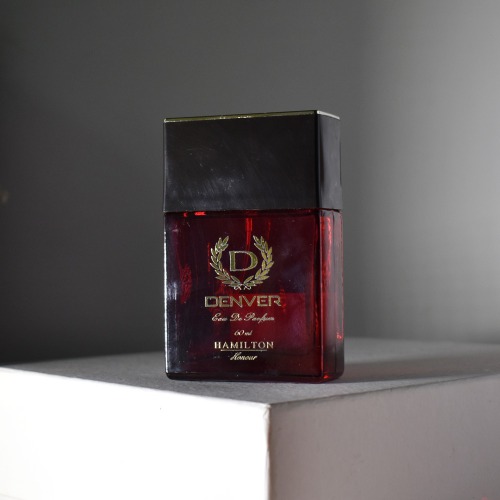 D
DENVER
Eau De Parfum
60 ml
HAMILTON
Honour